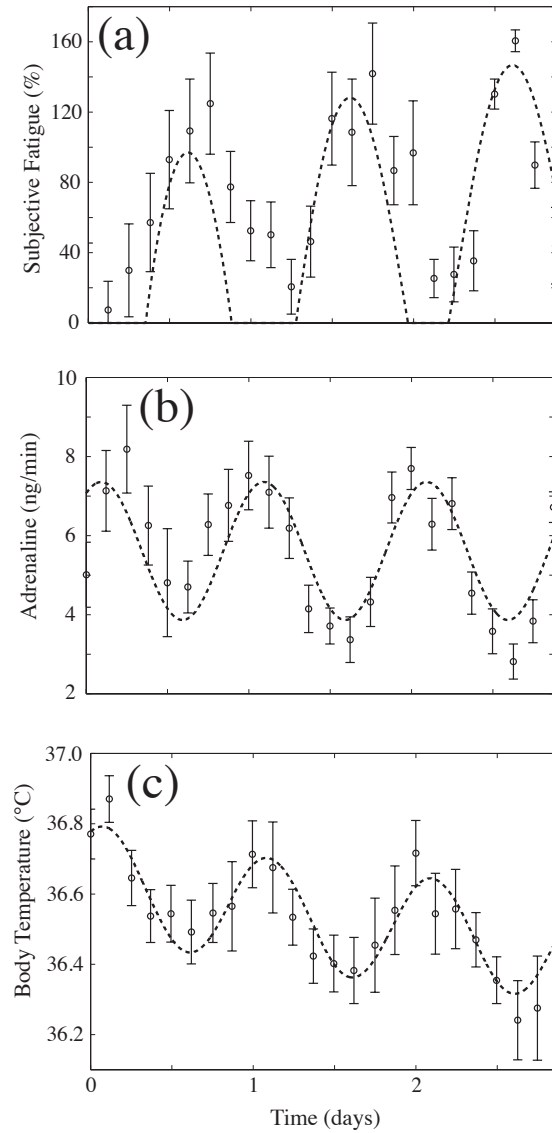 (a)
160
120
80
40
0
Subjective Fatigue (%)
(b)
10
8
6
4
2
Adrenaline (ng/min)
(c)
37.0
36.8
36.6
36.4
36.2
Body Temperature (°C)
0 1 2
Time (days)